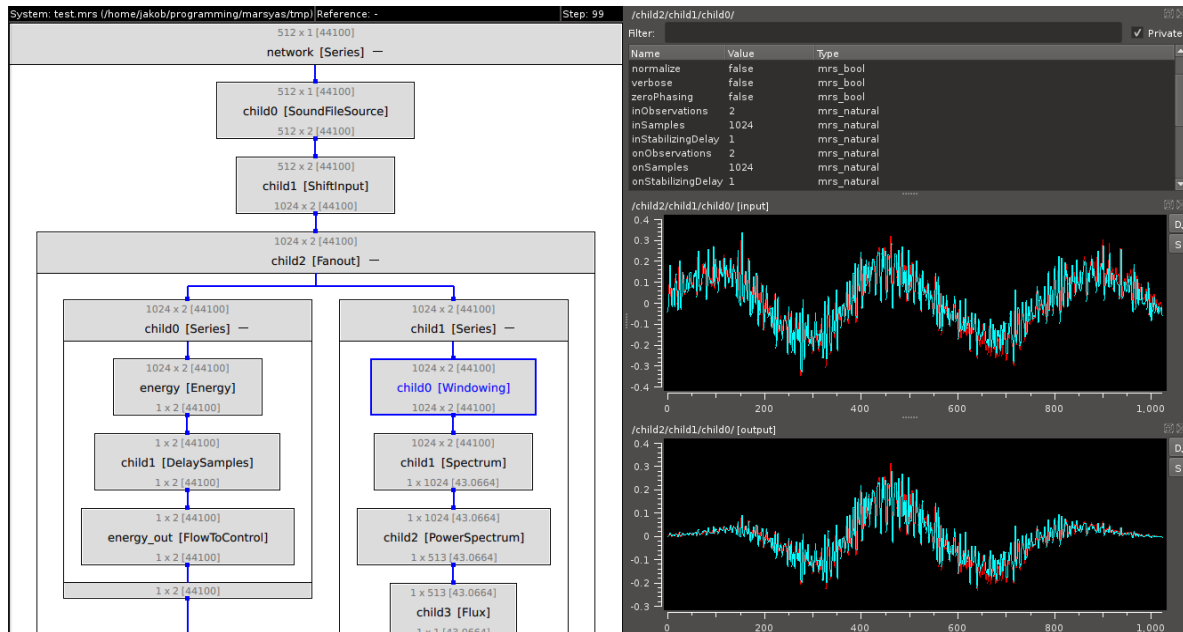 System: test.mrs (/home/jakob/programming/marsyas/tmp) Reference: - Step: 99
512 x 1 [44100]
network [Series] —
512 x 1 [44100]
child0 [SoundFileSource]
512 x 2 [44100]
512 x 2 [44100]
child1 [ShiftInput]
1024 x 2 [44100]
1024 x 2 [44100]
child2 [Fanout] —
1024 x 2 [44100]
child0 [Series] —
energy [Energy]
1024 x 2 [44100]
1 x 2 [44100]
1 x 2 [44100]
child1 [DelaySamples]
1 x 2 [44100]
1 x 2 [44100]
energy_out [FlowToControl]
1 x 2 [44100]
1 x 2 [44100]
1024 x 2 [44100]
child1 [Series] —
1024 x 2 [44100]
child0 [Windowing]
1024 x 2 [44100]
1024 x 2 [44100]
child1 [Spectrum]
1 x 1024 [43.0664]
1 x 1024 [43.0664]
child2 [PowerSpectrum]
1 x 513 [43.0664]
1 x 513 [43.0664]
child3 [Flux]
1 x 1 [43.0664]
/child2/child1/child0/
Filter: Private
Name Value Type
normalize false mrs_bool
verbose false mrs_bool
zeroPhasing false mrs_bool
inObservations 2 mrs_natural
inSamples 1024 mrs_natural
inStabilizingDelay 1 mrs_natural
onObservations 2 mrs_natural
onSamples 1024 mrs_natural
onStabilizingDelay 1 mrs_natural
/child2/child1/child0/ [input]
D
S
0.4
0.3
0.2
0.1
0
-0.1
-0.2
-0.3
-0.4
0 200 400 600 800 1,000
/child2/child1/child0/ [output]
D
S
0.4
0.3
0.2
0.1
0
-0.1
-0.2
-0.3
0 200 400 600 800 1,000